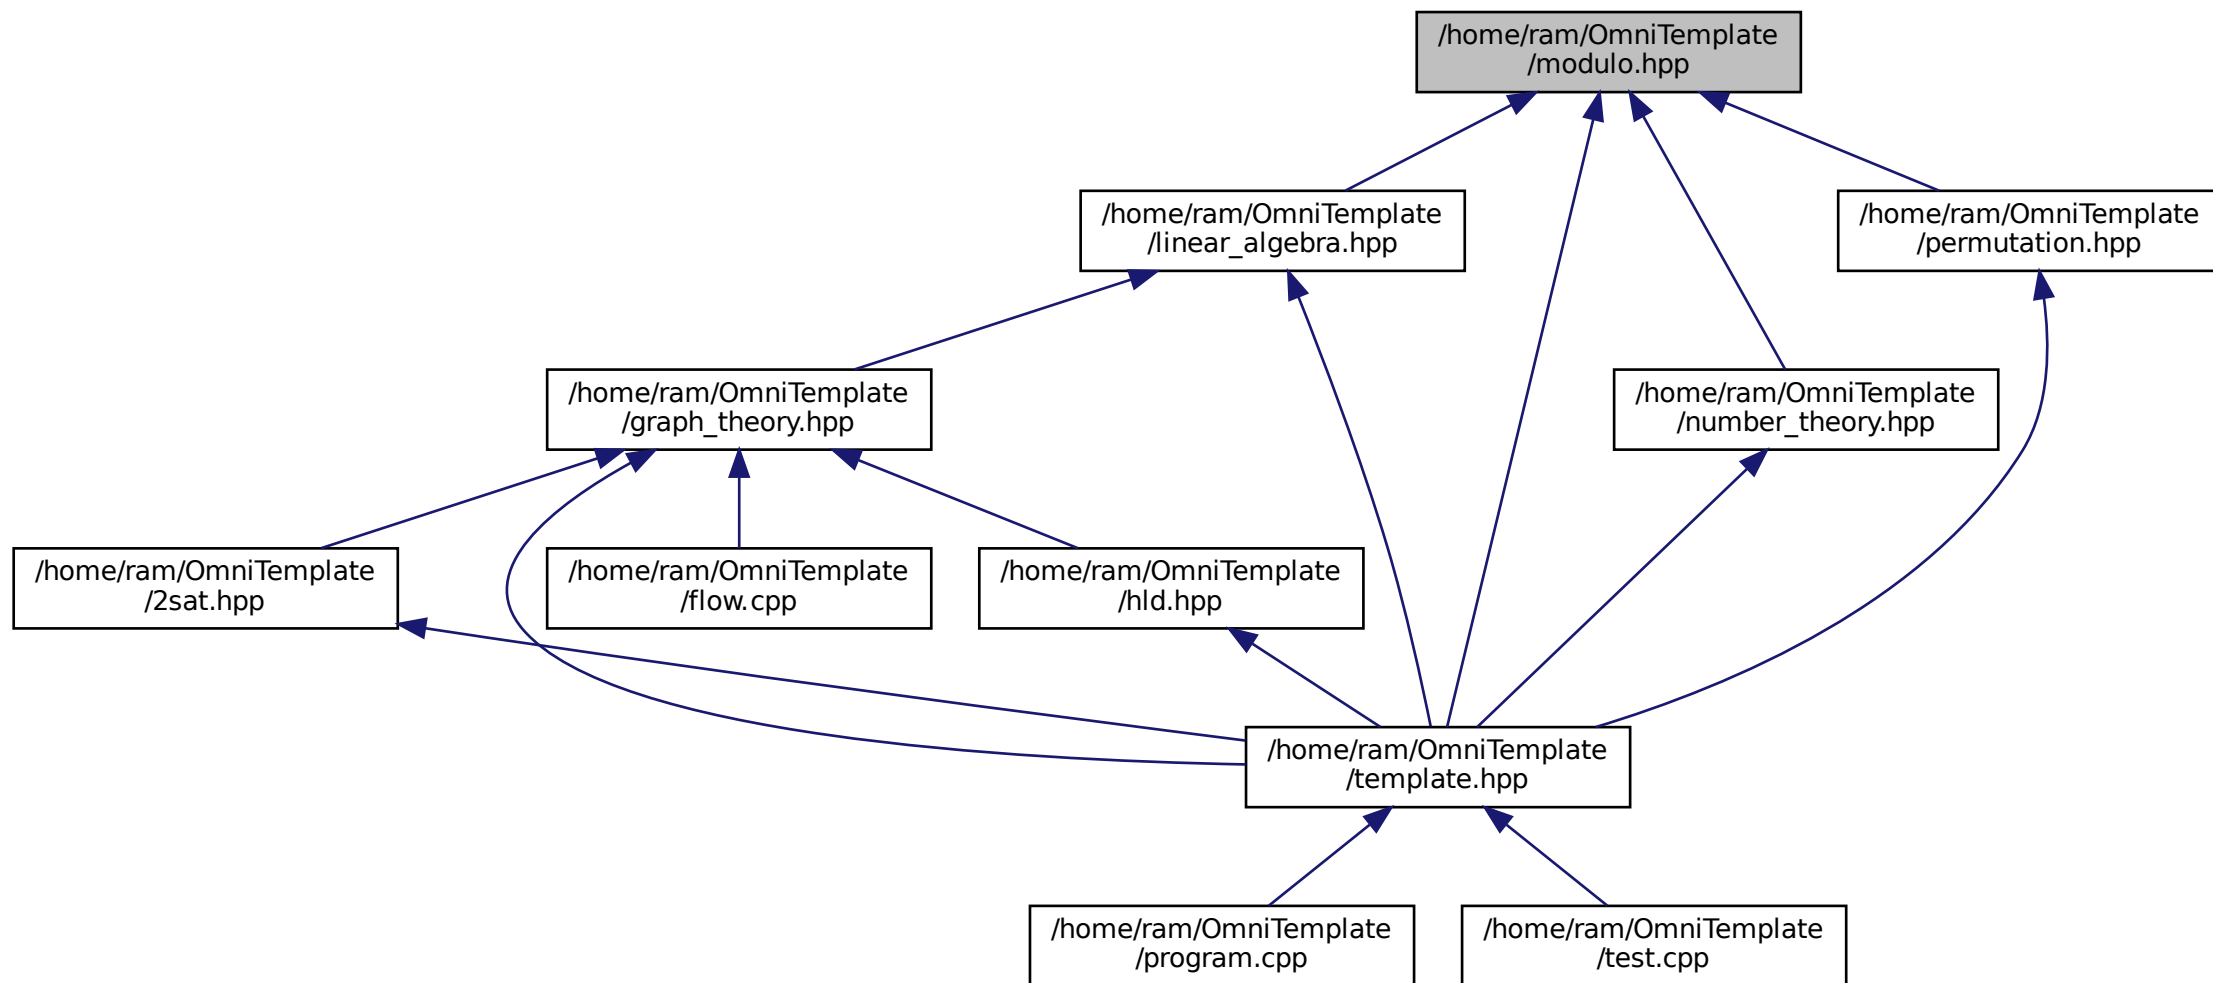 /home/ram/OmniTemplate
/modulo.hpp
/home/ram/OmniTemplate
/linear_algebra.hpp
/home/ram/OmniTemplate
/permutation.hpp
/home/ram/OmniTemplate
/graph_theory.hpp
/home/ram/OmniTemplate
/number_theory.hpp
/home/ram/OmniTemplate
/2sat.hpp
/home/ram/OmniTemplate
/flow.cpp
/home/ram/OmniTemplate
/hld.hpp
/home/ram/OmniTemplate
/template.hpp
/home/ram/OmniTemplate
/program.cpp
/home/ram/OmniTemplate
/test.cpp